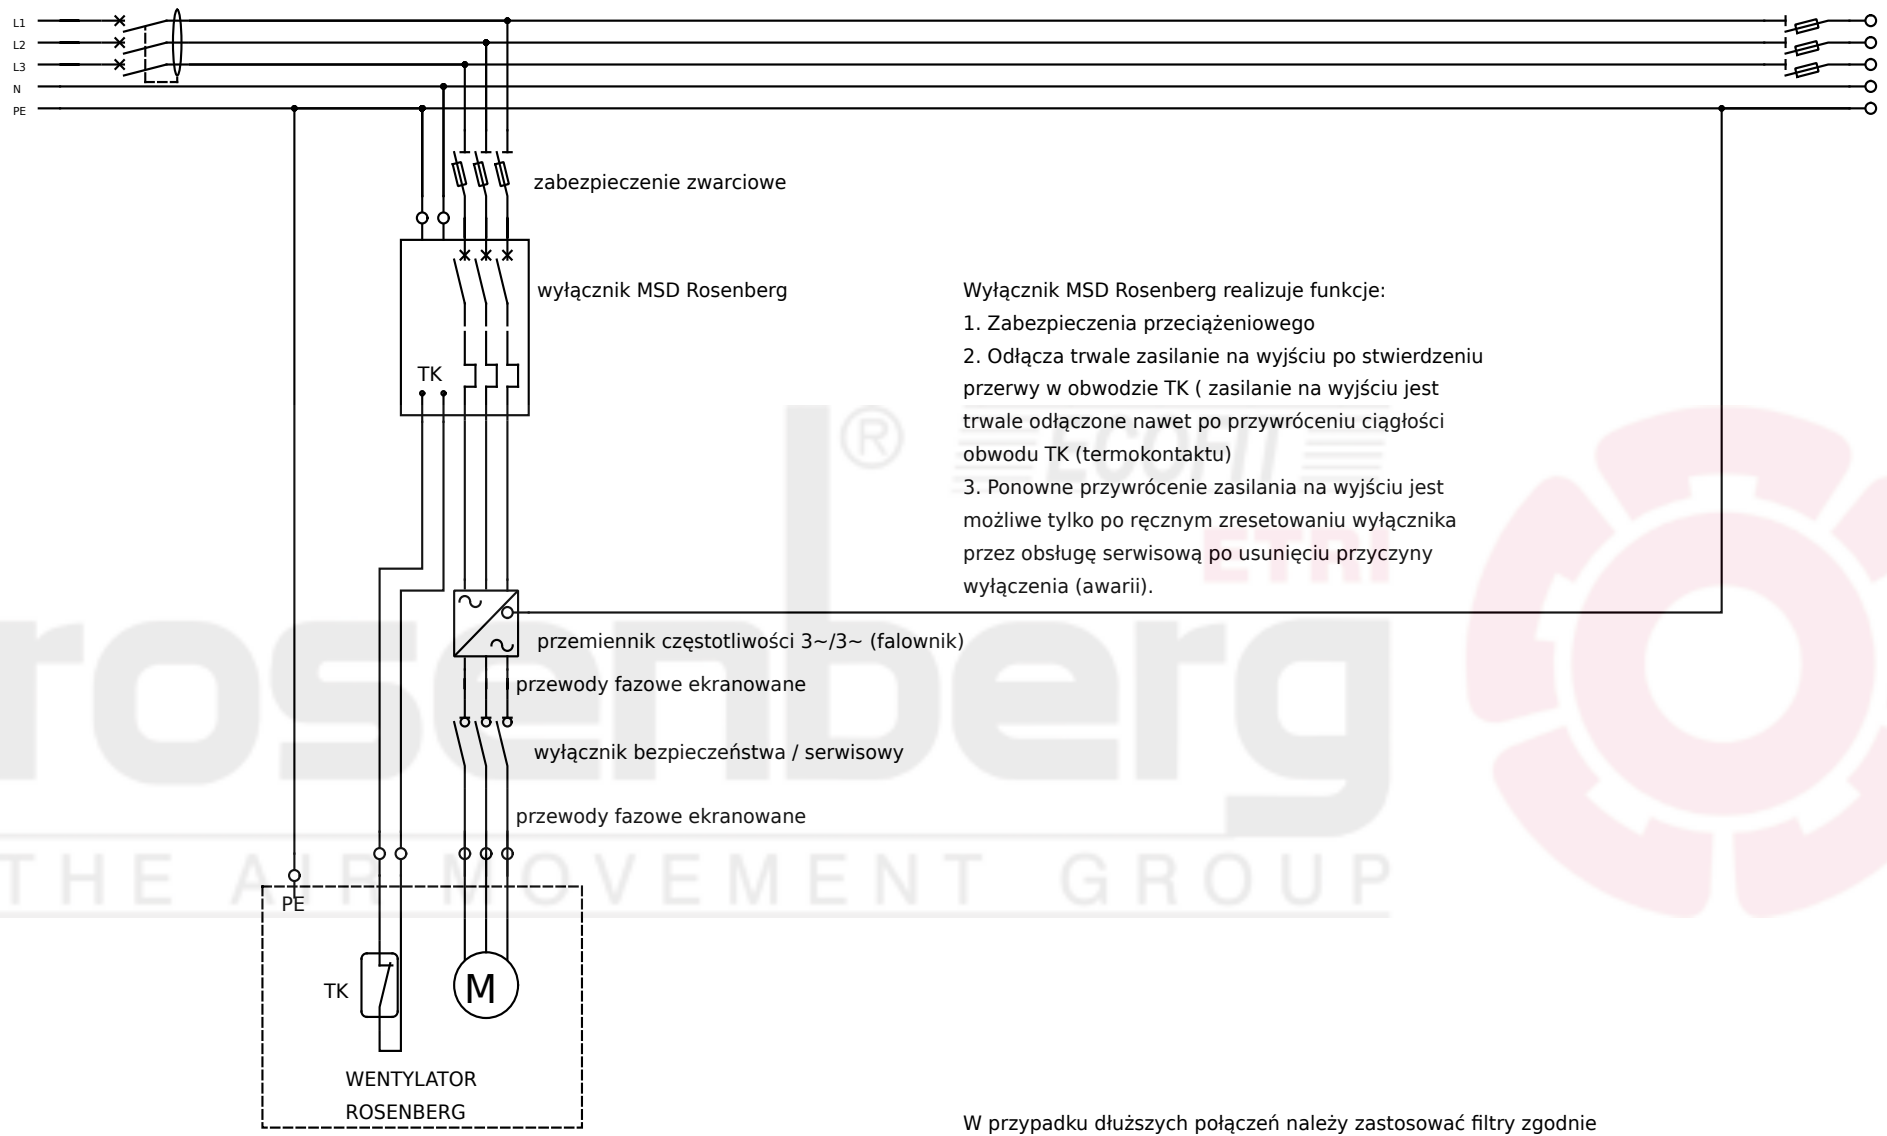 L1
L2
L3
N
PE
zabezpieczenie zwarciowe
wyłącznik MSD Rosenberg
TK
Wyłącznik MSD Rosenberg realizuje funkcje:
1. Zabezpieczenia przeciążeniowego
2. Odłącza trwale zasilanie na wyjściu po stwierdzeniu
przerwy w obwodzie TK ( zasilanie na wyjściu jest
trwale odłączone nawet po przywróceniu ciągłości
obwodu TK (termokontaktu)
3. Ponowne przywrócenie zasilania na wyjściu jest
możliwe tylko po ręcznym zresetowaniu wyłącznika
przez obsługę serwisową po usunięciu przyczyny
wyłączenia (awarii).
® ECOFIT
ETRI
przemiennik częstotliwości 3~/3~ (falownik)
przewody fazowe ekranowane
rosenberg
wyłącznik bezpieczeństwa / serwisowy
przewody fazowe ekranowane
THE AIR MOVEMENT GROUP
PE
TK
M
WENTYLATOR
ROSENBERG
W przypadku dłuższych połączeń należy zastosować filtry zgodnie